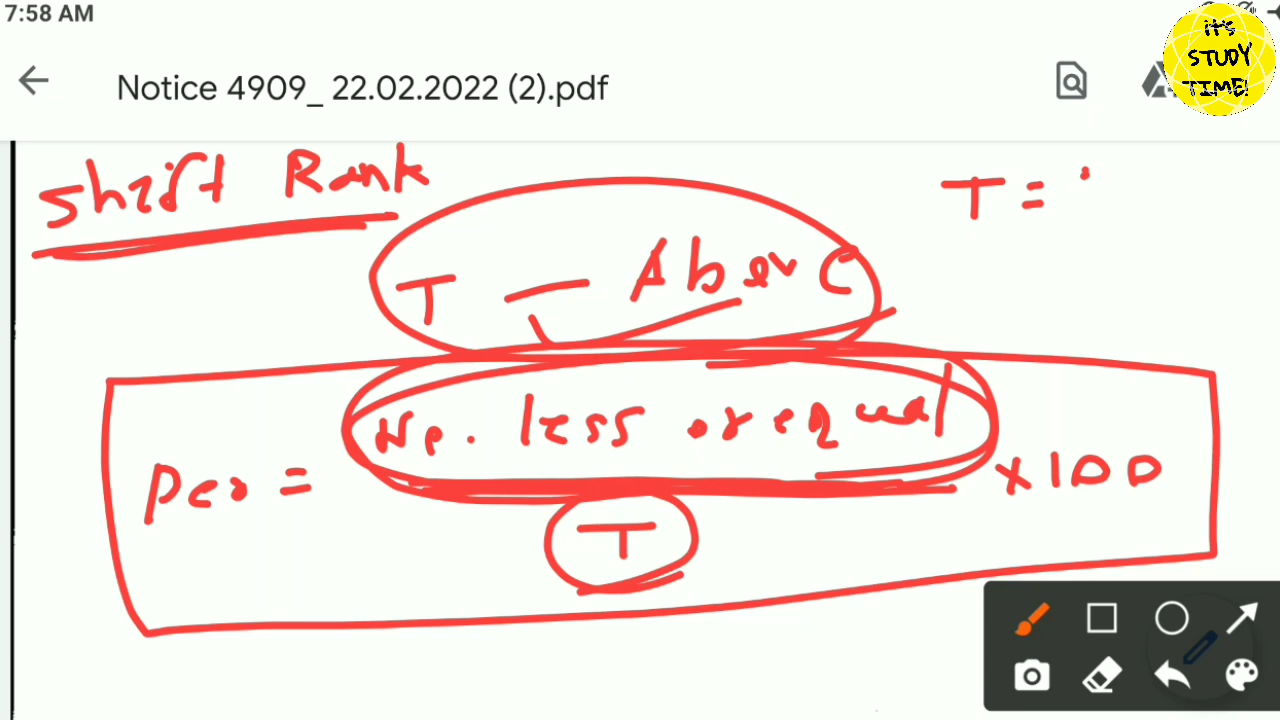 7:58 AM
IT'S
STUDY
TIME!
Notice 4909_ 22.02.2022 (2).pdf
Shift Rank
T =
T - Above
No. less or equal
Per = × 100
T